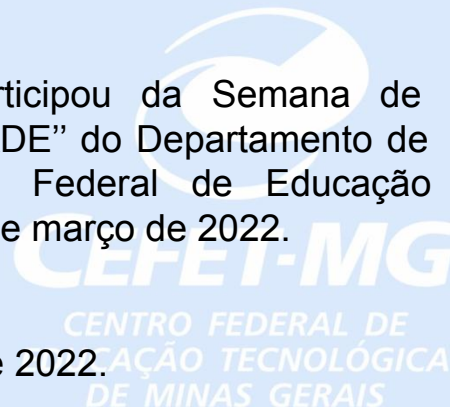 rticipou da Semana de
DE” do Departamento de
Federal de Educação
e março de 2022.
CEFET-MG
CENTRO FEDERAL DE
EDUCAÇÃO TECNOLÓGICA
e 2022.
DE MINAS GERAIS